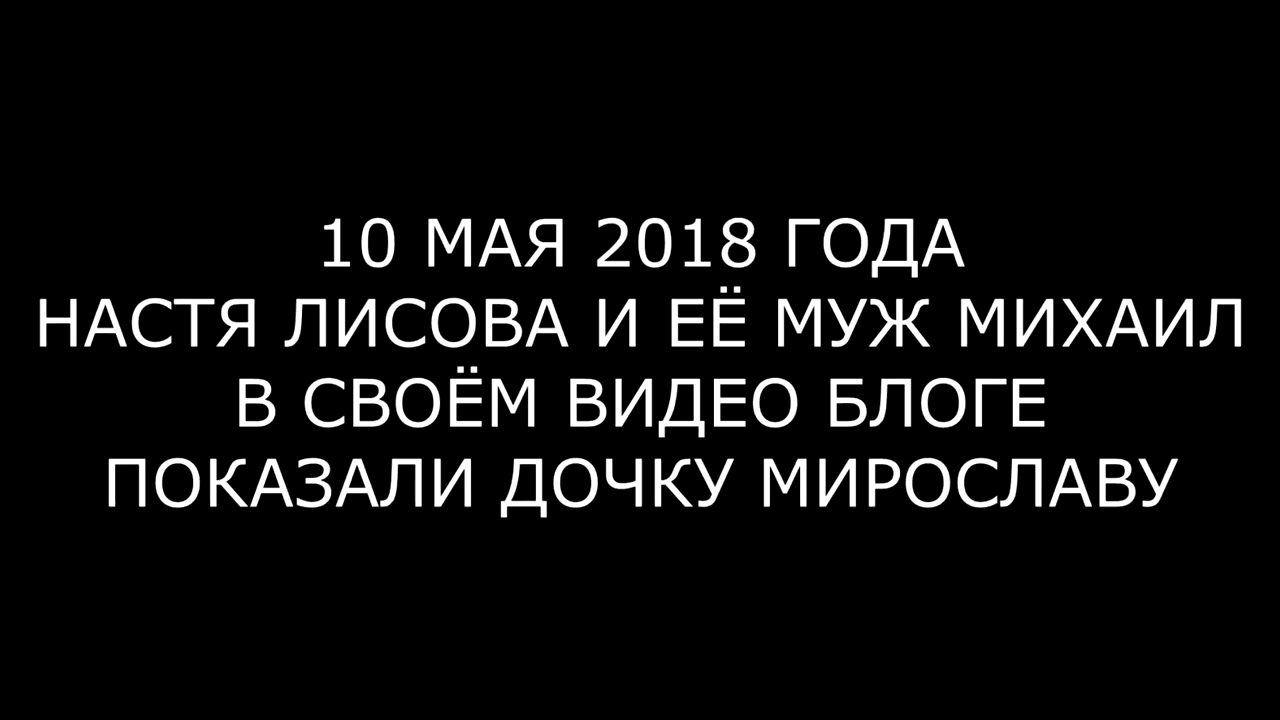 10 МАЯ 2018 ГОДА
НАСТЯ ЛИСОВА И ЕЁ МУЖ МИХАИЛ
В СВОЁМ ВИДЕО БЛОГЕ
ПОКАЗАЛИ ДОЧКУ МИРОСЛАВУ